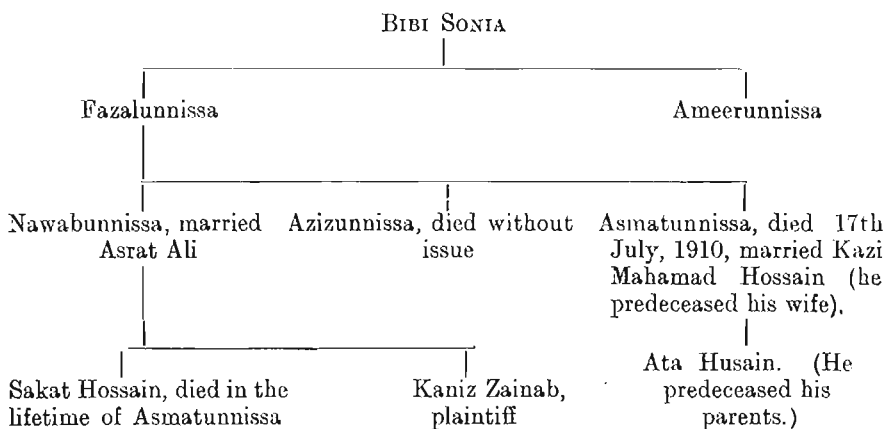 BIBI SONIA
Fazalunnissa
Ameerunnissa
Nawabunnissa, married
Asrat Ali
Azizunnissa, died without
issue
Asmatunnissa, died 17th
July, 1910, married Kazi
Mahamad Hossain (he
predeceased his wife).
Sakat Hossain, died in the
lifetime of Asmatunnissa
Kaniz Zainab,
plaintiff
Ata Husain. (He
predeceased his
parents.)